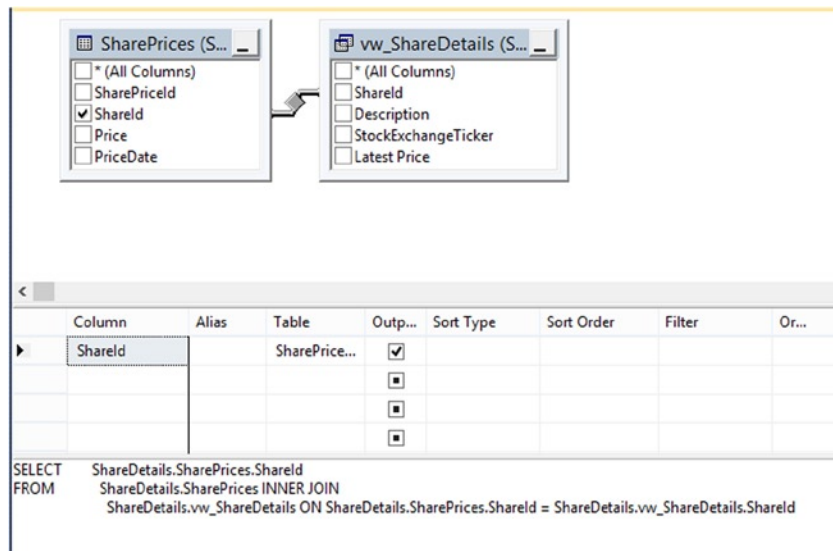 SharePrices (S...
* (All Columns)
SharePriceId
ShareId
Price
PriceDate
vw_ShareDetails (S...
* (All Columns)
ShareId
Description
StockExchangeTicker
Latest Price
Column Alias Table Outp... Sort Type Sort Order Filter Or...
ShareId SharePrice...
SELECT ShareDetails.SharePrices.ShareId
FROM ShareDetails.SharePrices INNER JOIN
ShareDetails.vw_ShareDetails ON ShareDetails.SharePrices.ShareId = ShareDetails.vw_ShareDetails.ShareId